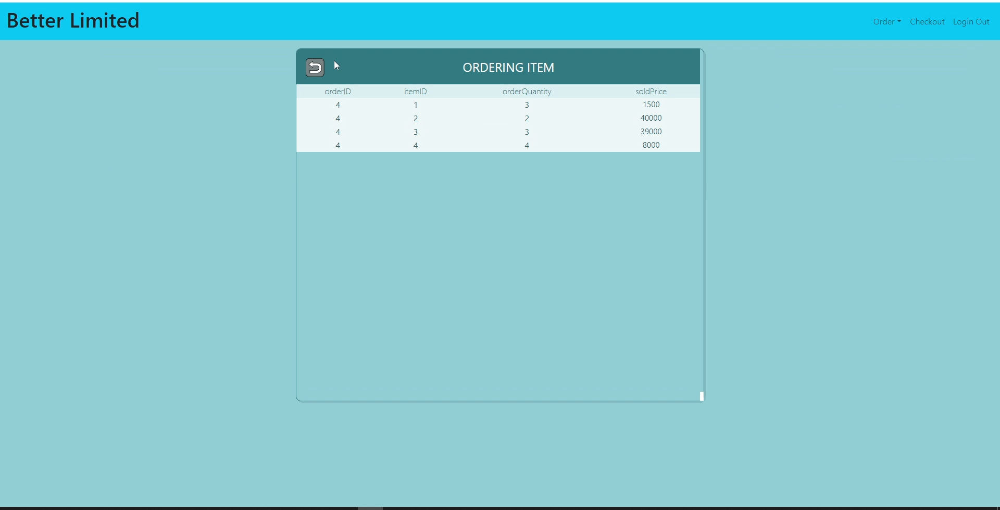 Better Limited
Order Checkout Login Out
ORDERING ITEM
orderID itemID orderQuantity soldPrice
4 1 3 1500
4 2 2 40000
4 3 3 39000
4 4 4 8000